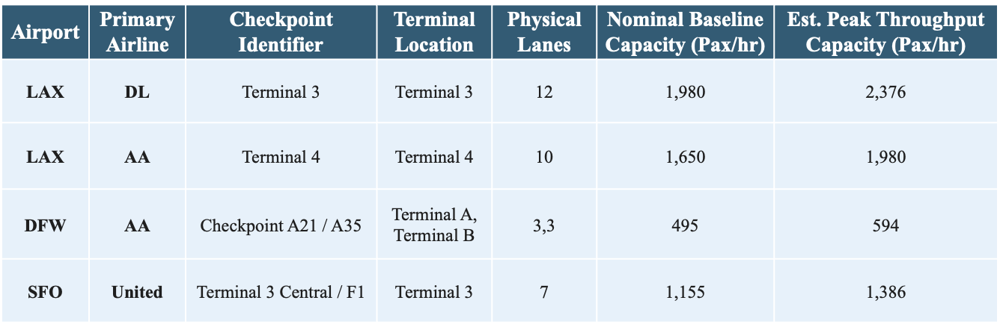 Airport Primary Airline Checkpoint Identifier Terminal Location Physical Lanes Nominal Baseline Capacity (Pax/hr) Est. Peak Throughput Capacity (Pax/hr)
LAX DL Terminal 3 Terminal 3 12 1,980 2,376
LAX AA Terminal 4 Terminal 4 10 1,650 1,980
DFW AA Checkpoint A21 / A35 Terminal A, Terminal B 3,3 495 594
SFO United Terminal 3 Central / F1 Terminal 3 7 1,155 1,386